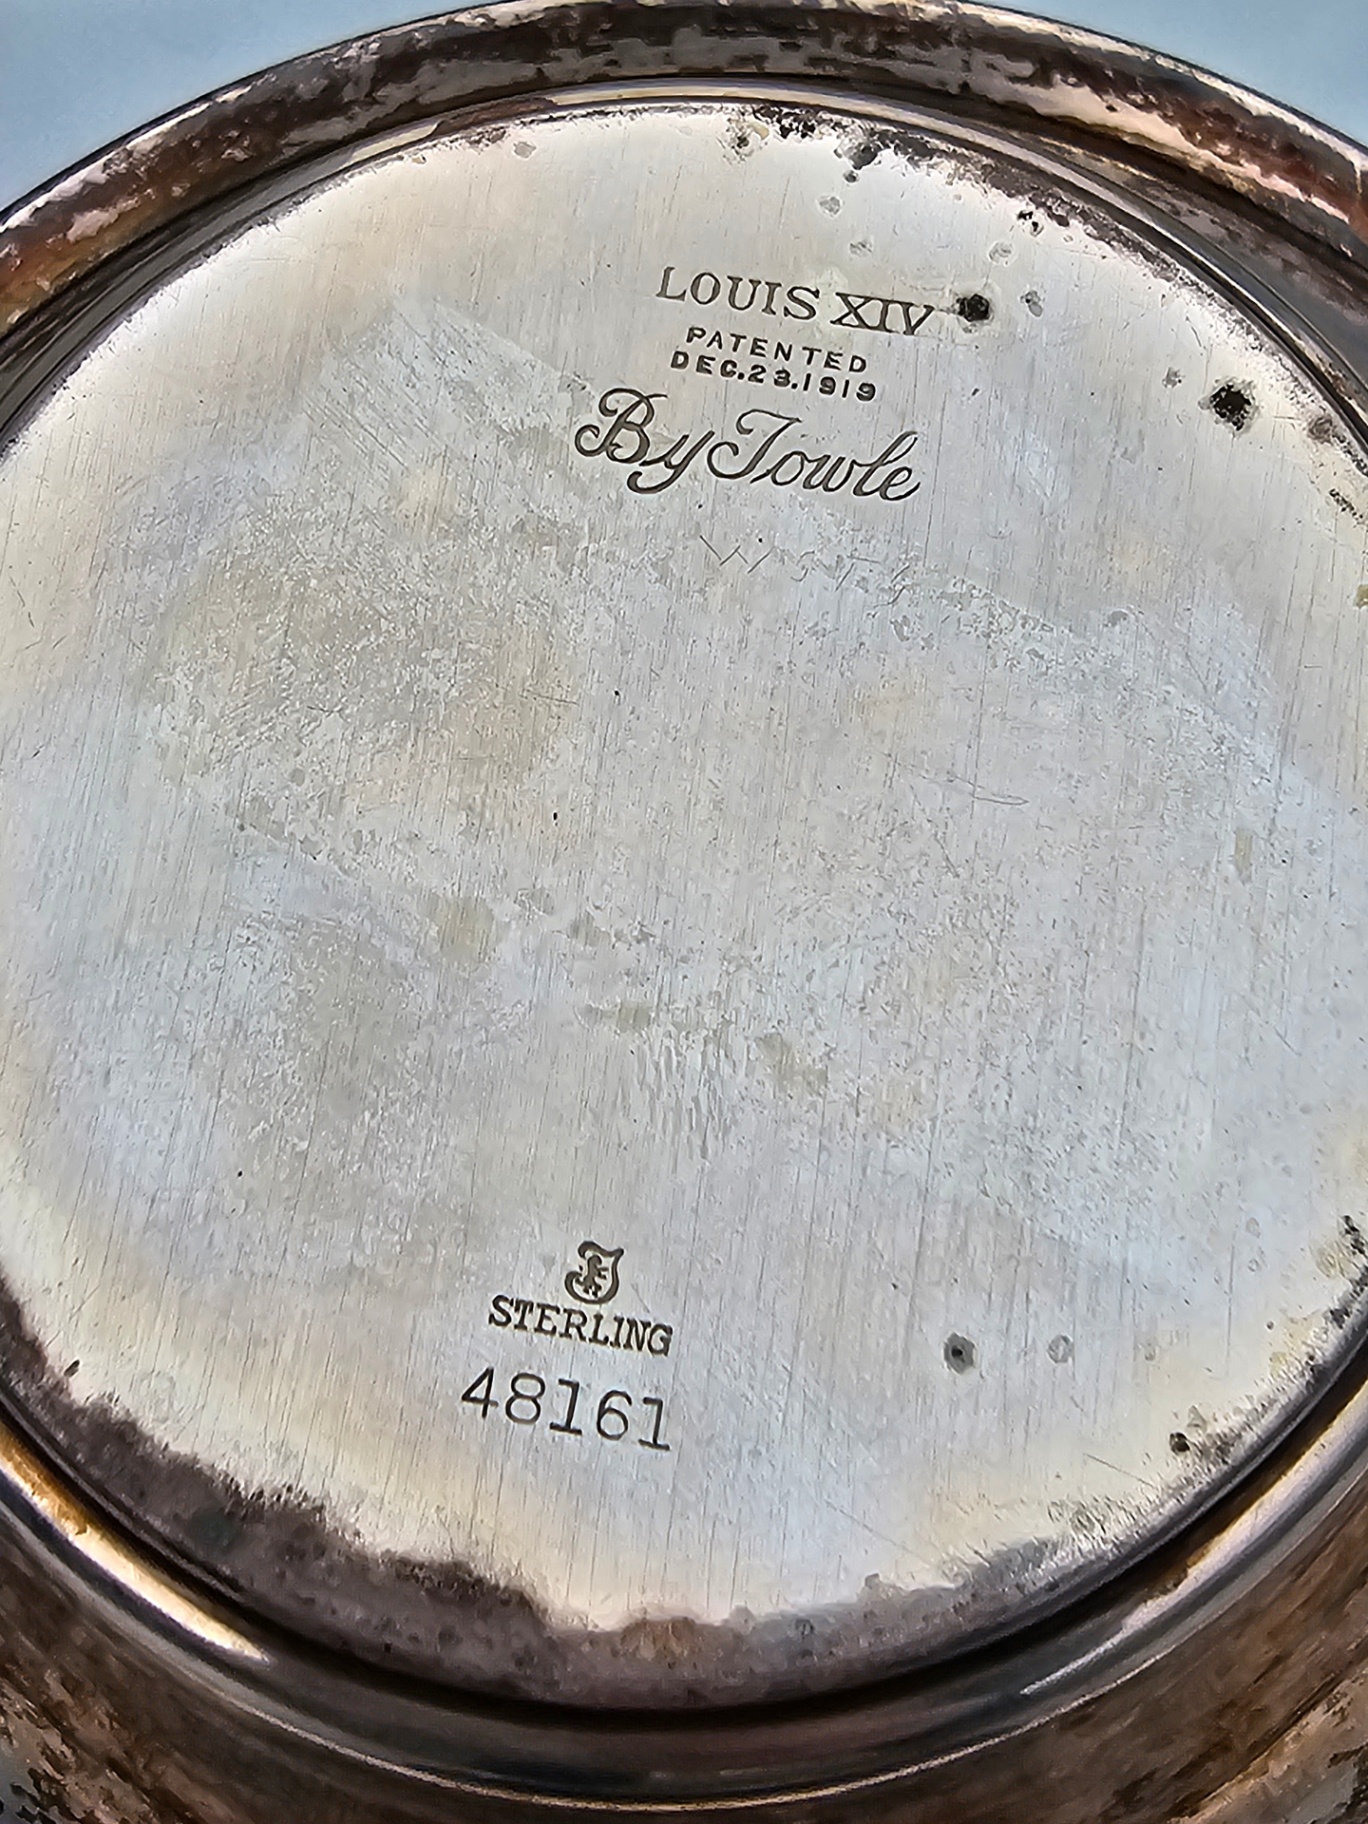 LOUIS XIV
PATENTED
DEC.23.1919
By Towle
STERLING
48161